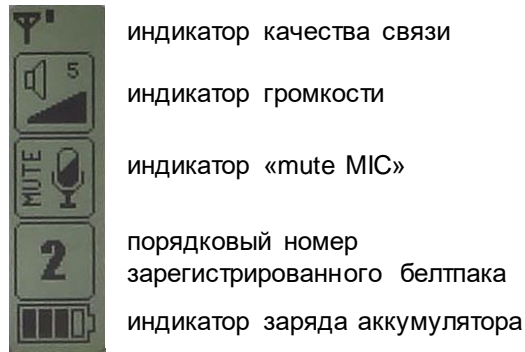 индикатор качества связи
5
индикатор громкости
MUTE
индикатор «mute MIC»
2
порядковый номер
зарегистрированного белтпака
индикатор заряда аккумулятора